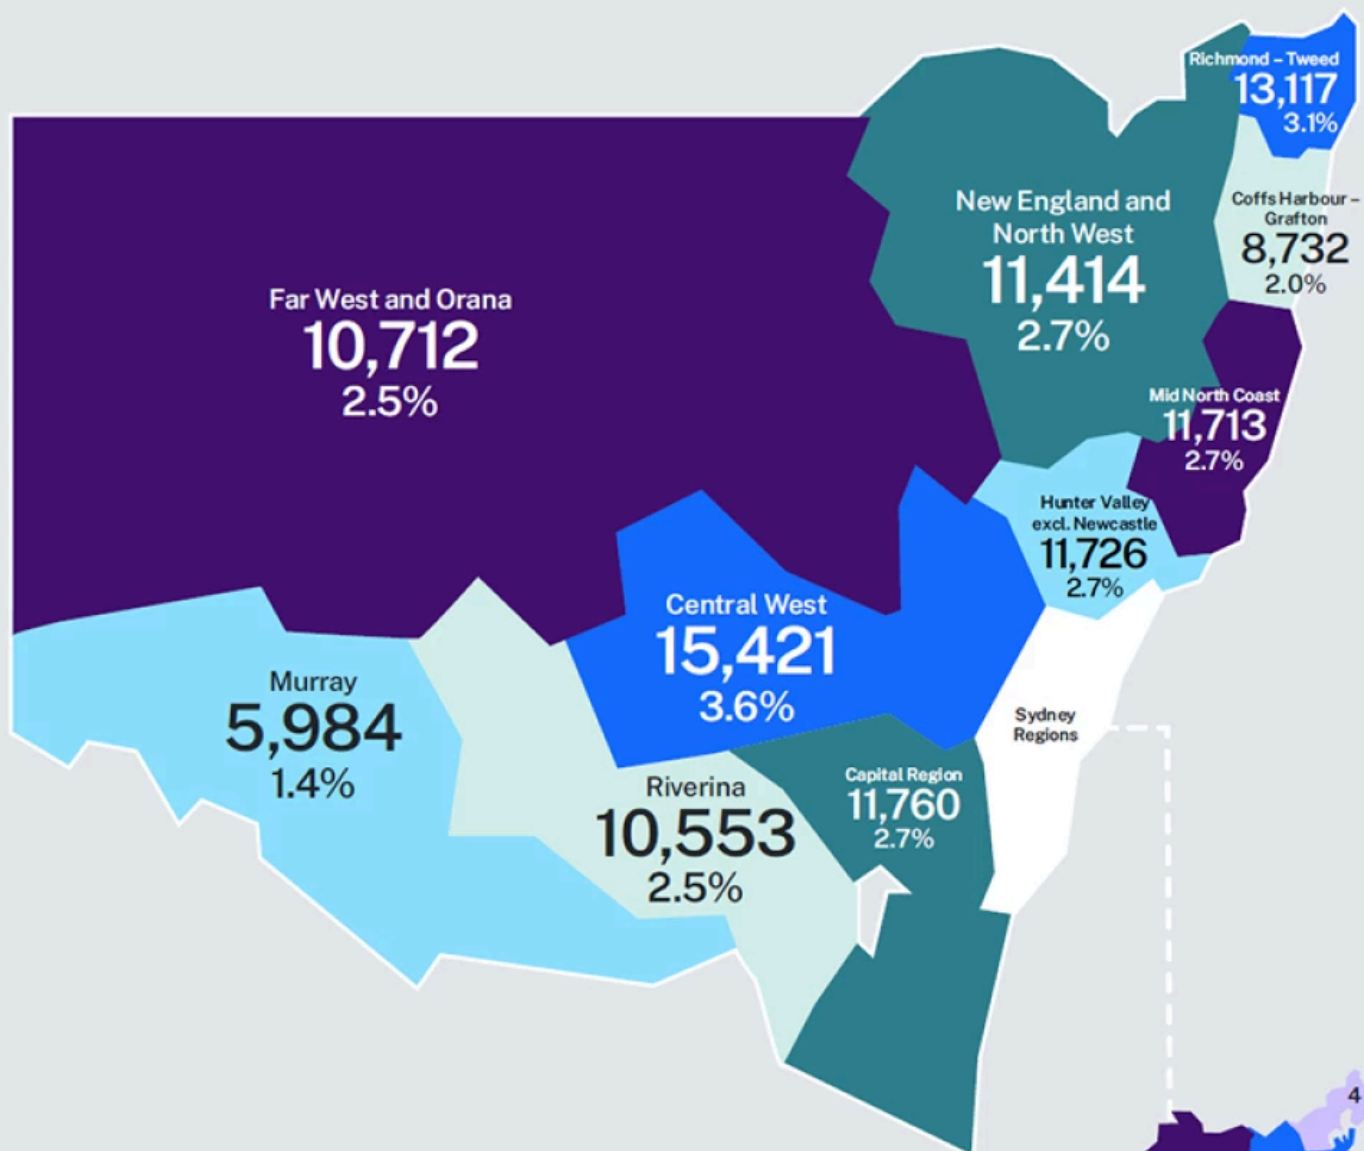 Richmond – Tweed
13,117
3.1%
Coffs Harbour –
Grafton
8,732
2.0%
New England and
North West
11,414
2.7%
Far West and Orana
10,712
2.5%
Mid North Coast
11,713
2.7%
Hunter Valley
excl. Newcastle
11,726
2.7%
Central West
15,421
3.6%
Murray
5,984
1.4%
Sydney
Regions
Riverina
10,553
2.5%
Capital Region
11,760
2.7%
4